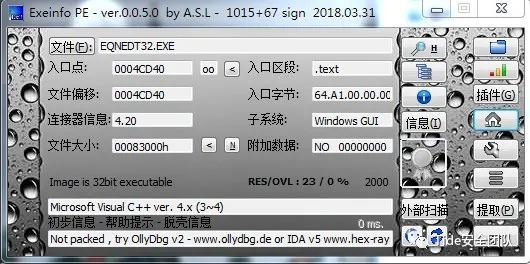 Exeinfo PE - ver.0.0.5.0 by A.S.L - 1015+67 sign 2018.03.31
文件(F): EQNEDT32.EXE
H
入口点: 0004CD40 oo < 入口区段: .text
文件偏移: 0004CD40 入口字节: 64.A1.00.00.00 插件(G)
连接器信息: 4.20 子系统: Windows GUI 信息(I)
文件大小: 00083000h < N 附加数据: NO 00000000
Image is 32bit executable RES/OVL : 23 / 0 % 2000
Microsoft Visual C++ ver. 4.x (3~4) 外部扫描 提取(P)
初步信息 - 帮助提示 - 脱壳信息 0 ms.
Not packed , try OllyDbg v2 - www.ollydbg.de or IDA v5 www.hex-ray
Tide安全团队